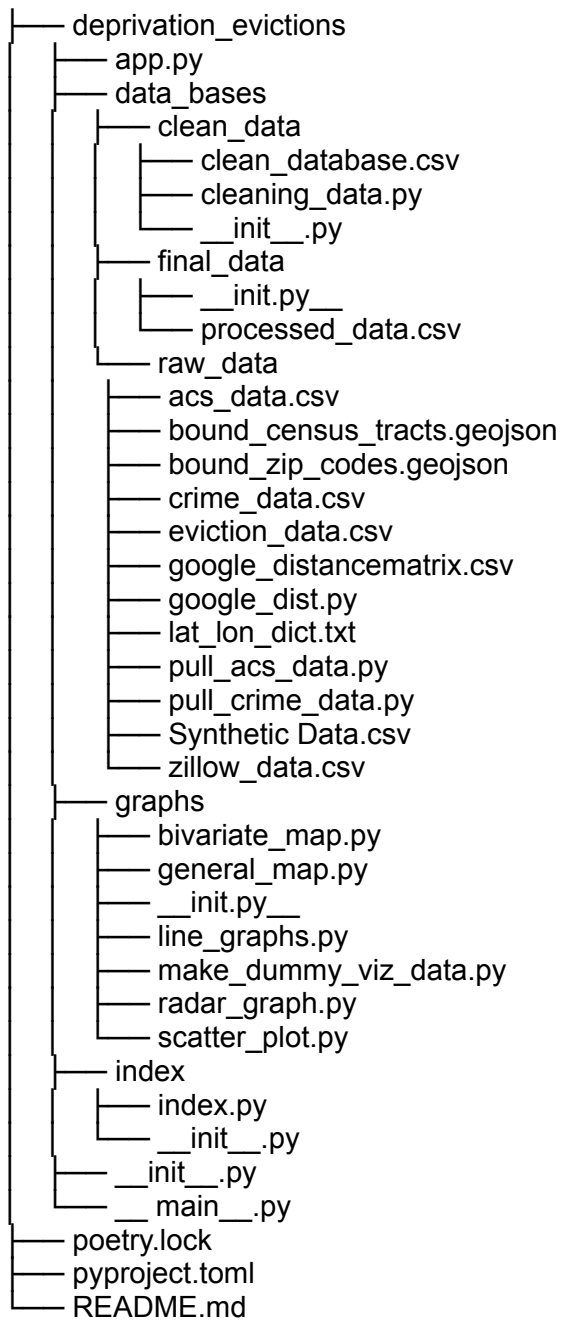 deprivation_evictions
app.py
data_bases
clean_data
clean_database.csv
cleaning_data.py
__init__.py
final_data
__init.py__
processed_data.csv
raw_data
acs_data.csv
bound_census_tracts.geojson
bound_zip_codes.geojson
crime_data.csv
eviction_data.csv
google_distancematrix.csv
google_dist.py
lat_lon_dict.txt
pull_acs_data.py
pull_crime_data.py
Synthetic Data.csv
zillow_data.csv
graphs
bivariate_map.py
general_map.py
__init.py__
line_graphs.py
make_dummy_viz_data.py
radar_graph.py
scatter_plot.py
index
index.py
__init__.py
__init__.py
__ main__.py
poetry.lock
pyproject.toml
README.md